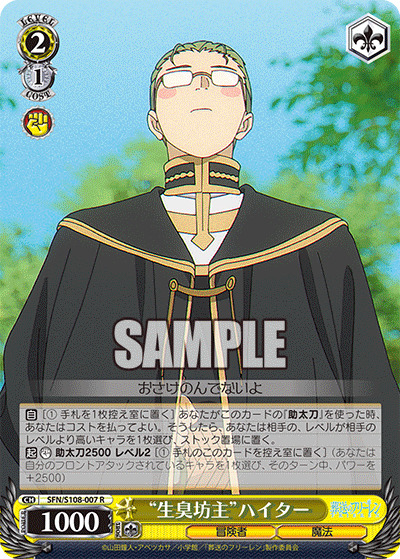 LEVEL
2
1
COST
SAMPLE
おさけのんでないよ
自 [① 手札を1枚控え室に置く] あなたがこのカードの『助太刀』を使った時、
あなたはコストを払ってよい。そうしたら、あなたは相手の、レベルが相手の
レベルより高いキャラを1枚選び、ストック置場に置く。
起 助太刀2500 レベル2 [① 手札のこのカードを控え室に置く] (あなたは
自分のフロントアタックされているキャラを1枚選び、そのターン中、パワーを
+2500)
CH SFN/S108-007 R
1000
“生臭坊主”ハイター
葬送のフリーレン
冒険者
魔法
©山田鐘人・アベツカサ/小学館/「葬送のフリーレン」製作委員会